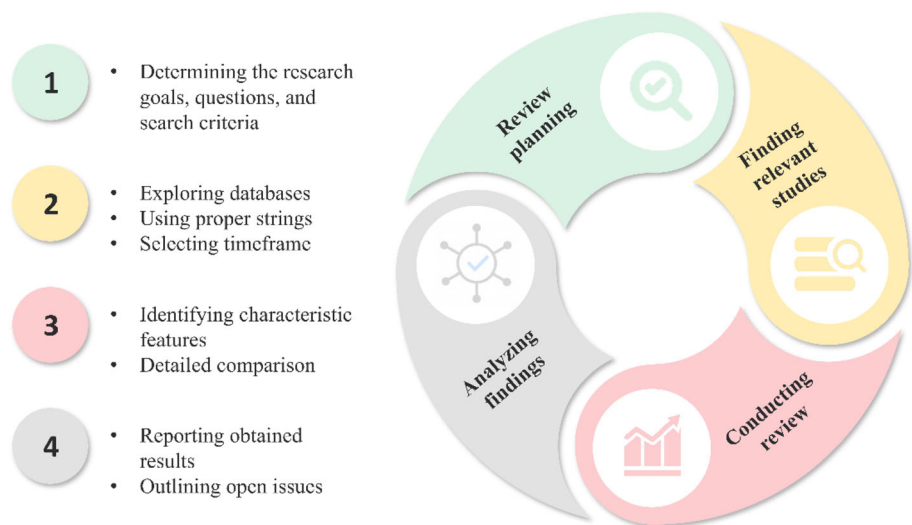 1
• Determining the research
goals, questions, and
search criteria
2
• Exploring databases
• Using proper strings
• Selecting timeframe
3
• Identifying characteristic
features
• Detailed comparison
4
• Reporting obtained
results
• Outlining open issues
Review
planning
Finding
relevant
studies
Conducting
review
Analyzing
findings